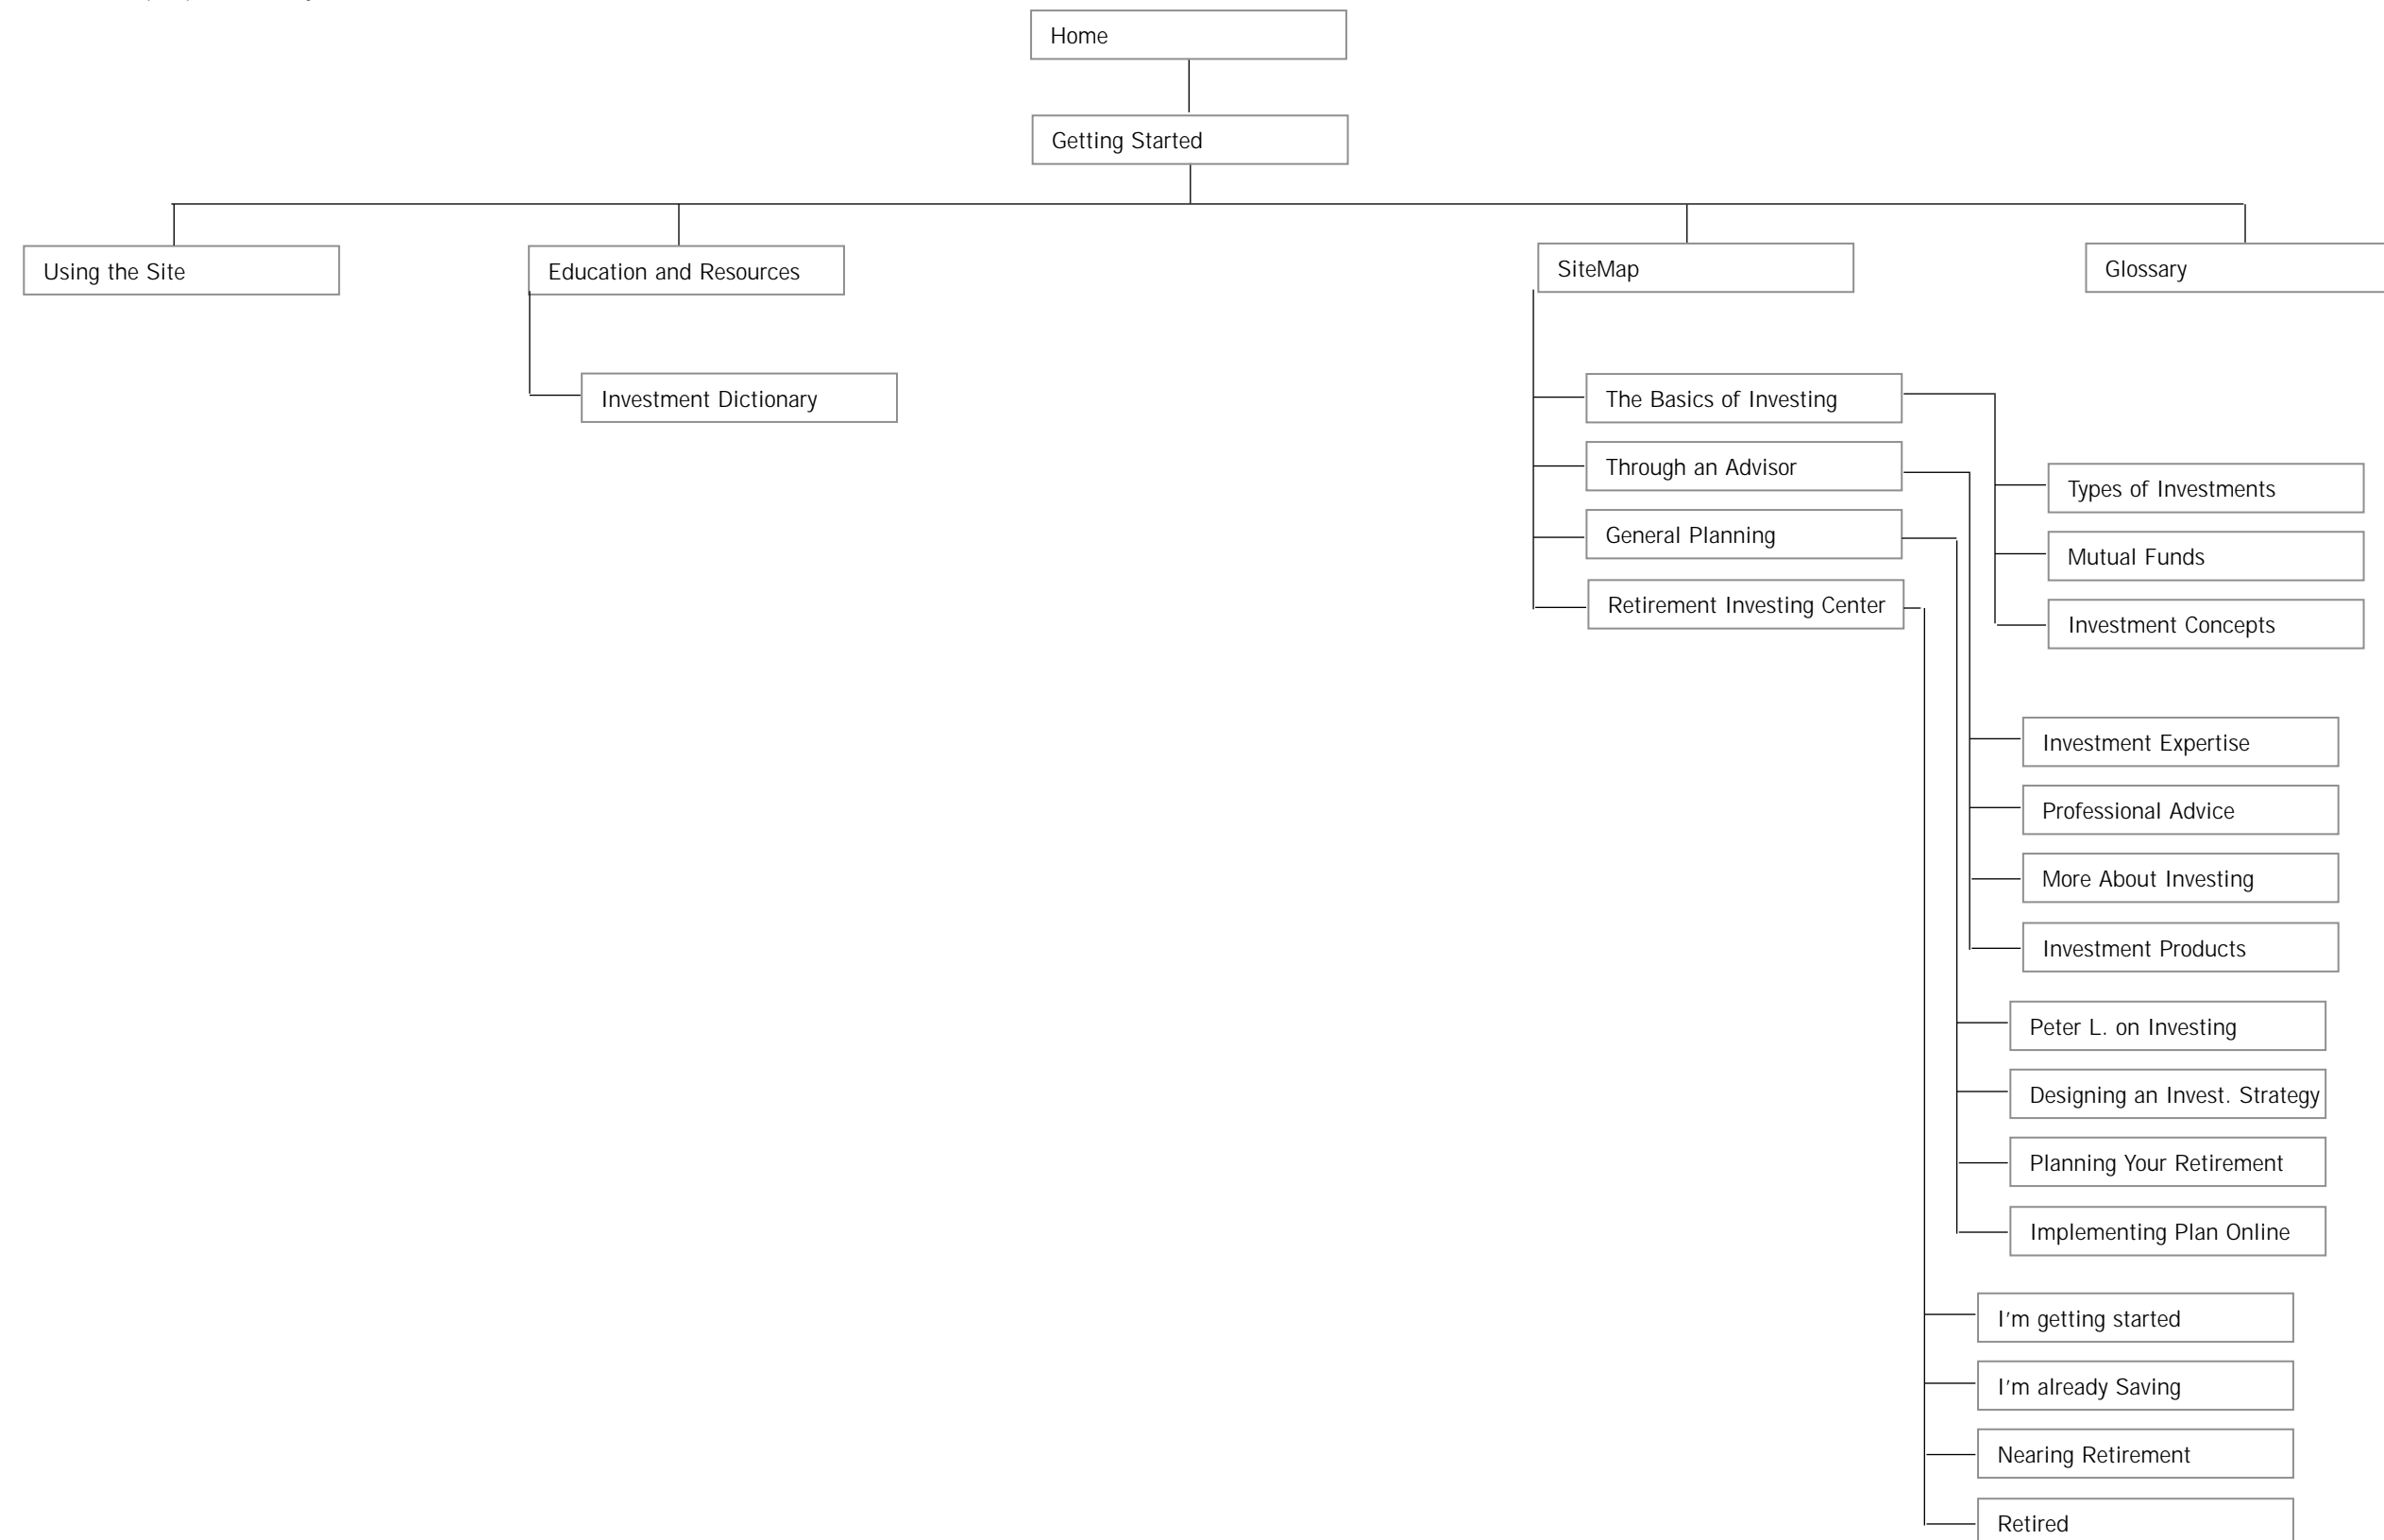 Home
Getting Started
Using the Site
Education and Resources
SiteMap
Glossary
Investment Dictionary
The Basics of Investing
Through an Advisor
General Planning
Retirement Investing Center
Types of Investments
Mutual Funds
Investment Concepts
Investment Expertise
Professional Advice
More About Investing
Investment Products
Peter L. on Investing
Designing an Invest. Strategy
Planning Your Retirement
Implementing Plan Online
I'm getting started
I'm already Saving
Nearing Retirement
Retired